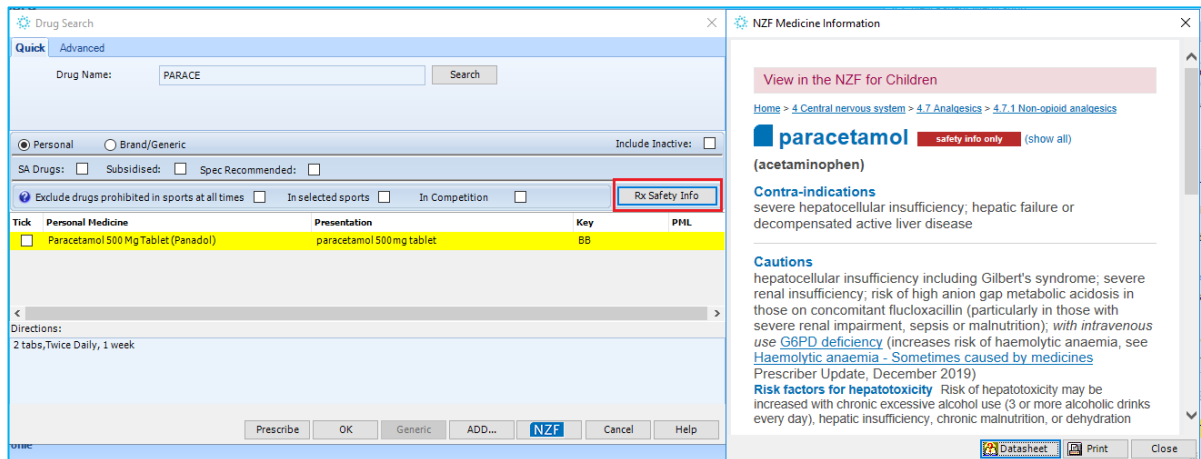 Drug Search
Quick Advanced
Drug Name: PARACE Search
Personal Brand/Generic Include Inactive:
SA Drugs: Subsidised: Spec Recommended:
Exclude drugs prohibited in sports at all times In selected sports In Competition Rx Safety Info
Tick Personal Medicine Presentation Key PML
Paracetamol 500 Mg Tablet (Panadol) paracetamol 500mg tablet BB
Directions:
2 tabs,Twice Daily, 1 week
Prescribe OK Generic ADD... NZF Cancel Help
NZF Medicine Information
View in the NZF for Children
Home > 4 Central nervous system > 4.7 Analgesics > 4.7.1 Non-opioid analgesics
paracetamol safety info only (show all)
(acetaminophen)
Contra-indications
severe hepatocellular insufficiency; hepatic failure or
decompensated active liver disease
Cautions
hepatocellular insufficiency including Gilbert's syndrome; severe
renal insufficiency; risk of high anion gap metabolic acidosis in
those on concomitant flucloxacillin (particularly in those with
severe renal impairment, sepsis or malnutrition); with intravenous
use G6PD deficiency (increases risk of haemolytic anaemia, see
Haemolytic anaemia - Sometimes caused by medicines
Prescriber Update, December 2019)
Risk factors for hepatotoxicity Risk of hepatotoxicity may be
increased with chronic excessive alcohol use (3 or more alcoholic drinks
every day), hepatic insufficiency, chronic malnutrition, or dehydration
Datasheet Print Close